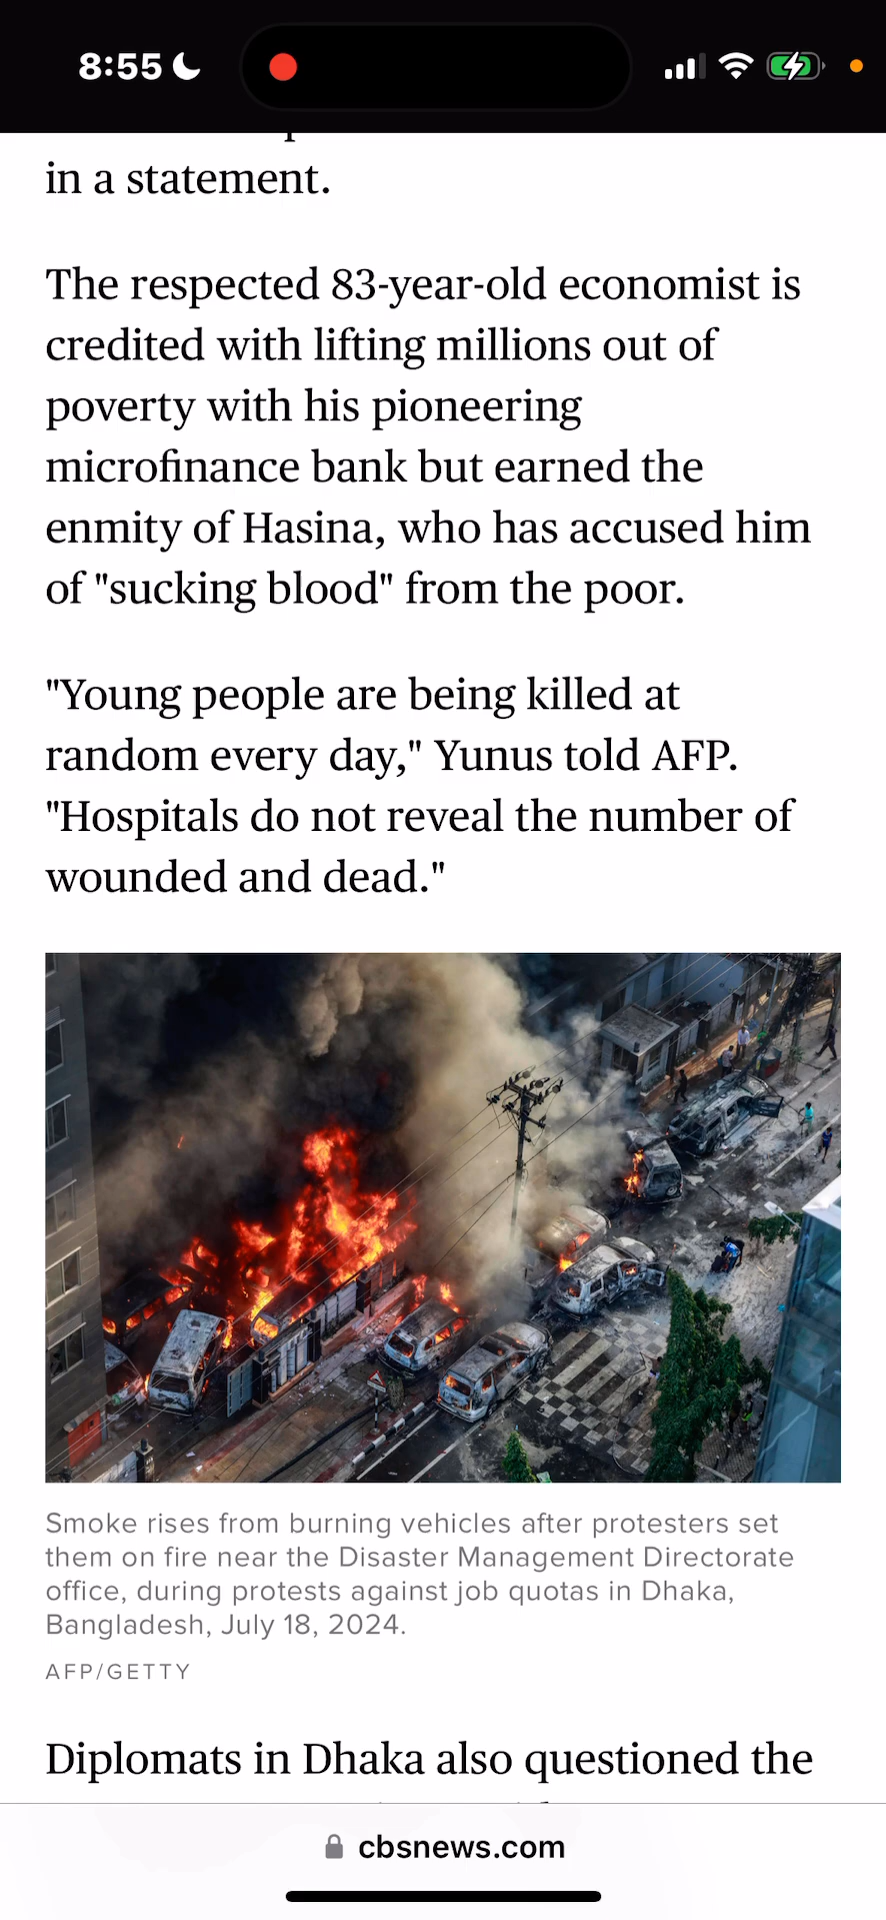 8:55
in a statement.
The respected 83-year-old economist is
credited with lifting millions out of
poverty with his pioneering
microfinance bank but earned the
enmity of Hasina, who has accused him
of "sucking blood" from the poor.
"Young people are being killed at
random every day," Yunus told AFP.
"Hospitals do not reveal the number of
wounded and dead."
Smoke rises from burning vehicles after protesters set
them on fire near the Disaster Management Directorate
office, during protests against job quotas in Dhaka,
Bangladesh, July 18, 2024.
AFP/GETTY
Diplomats in Dhaka also questioned the
cbsnews.com